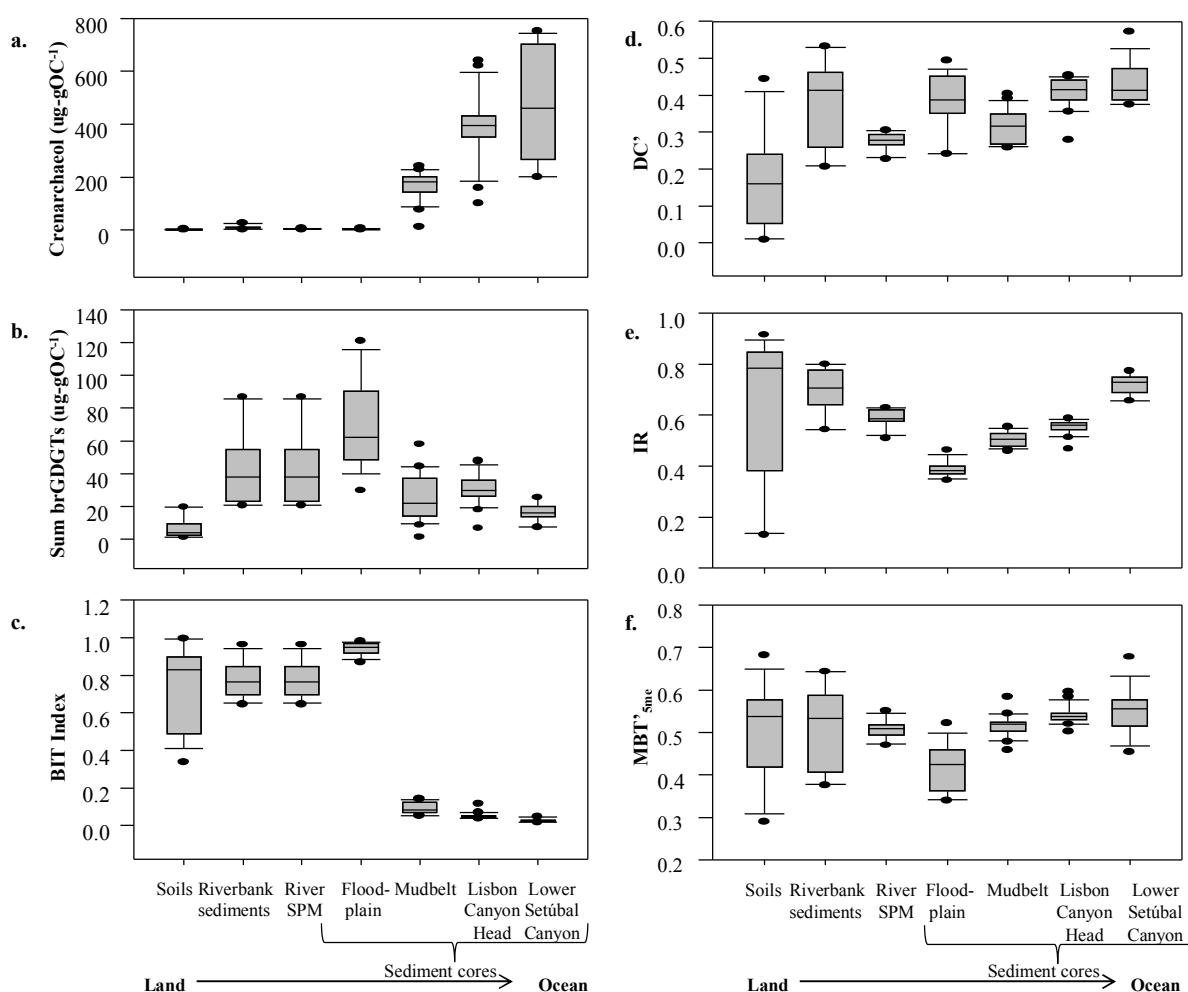 a.
Crenarchaeol (ug-gOC⁻¹)
800
600
400
200
0
b.
Sum brGDGTs (ug-gOC⁻¹)
140
120
100
80
60
40
20
0
c.
BIT Index
1.2
1.0
0.8
0.6
0.4
0.2
0.0
Soils
Riverbank
sediments
River
SPM
Flood-
plain
Mudbelt
Lisbon
Canyon
Head
Lower
Setúbal
Canyon
Sediment cores
Land
Ocean
d.
DC’
0.6
0.5
0.4
0.3
0.2
0.1
0.0
e.
IR
1.0
0.8
0.6
0.4
0.2
0.0
f.
MBT’5me
0.8
0.7
0.6
0.5
0.4
0.3
0.2
Soils
Riverbank
sediments
River
SPM
Flood-
plain
Mudbelt
Lisbon
Canyon
Head
Lower
Setúbal
Canyon
Sediment cores
Land
Ocean